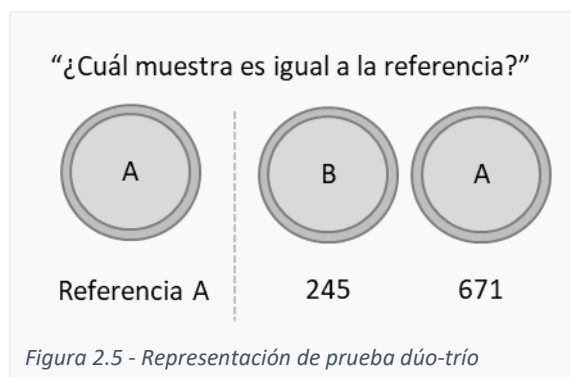 “¿Cuál muestra es igual a la referencia?”
A
B
A
Referencia A
245
671
Figura 2.5 - Representación de prueba dúo-trío